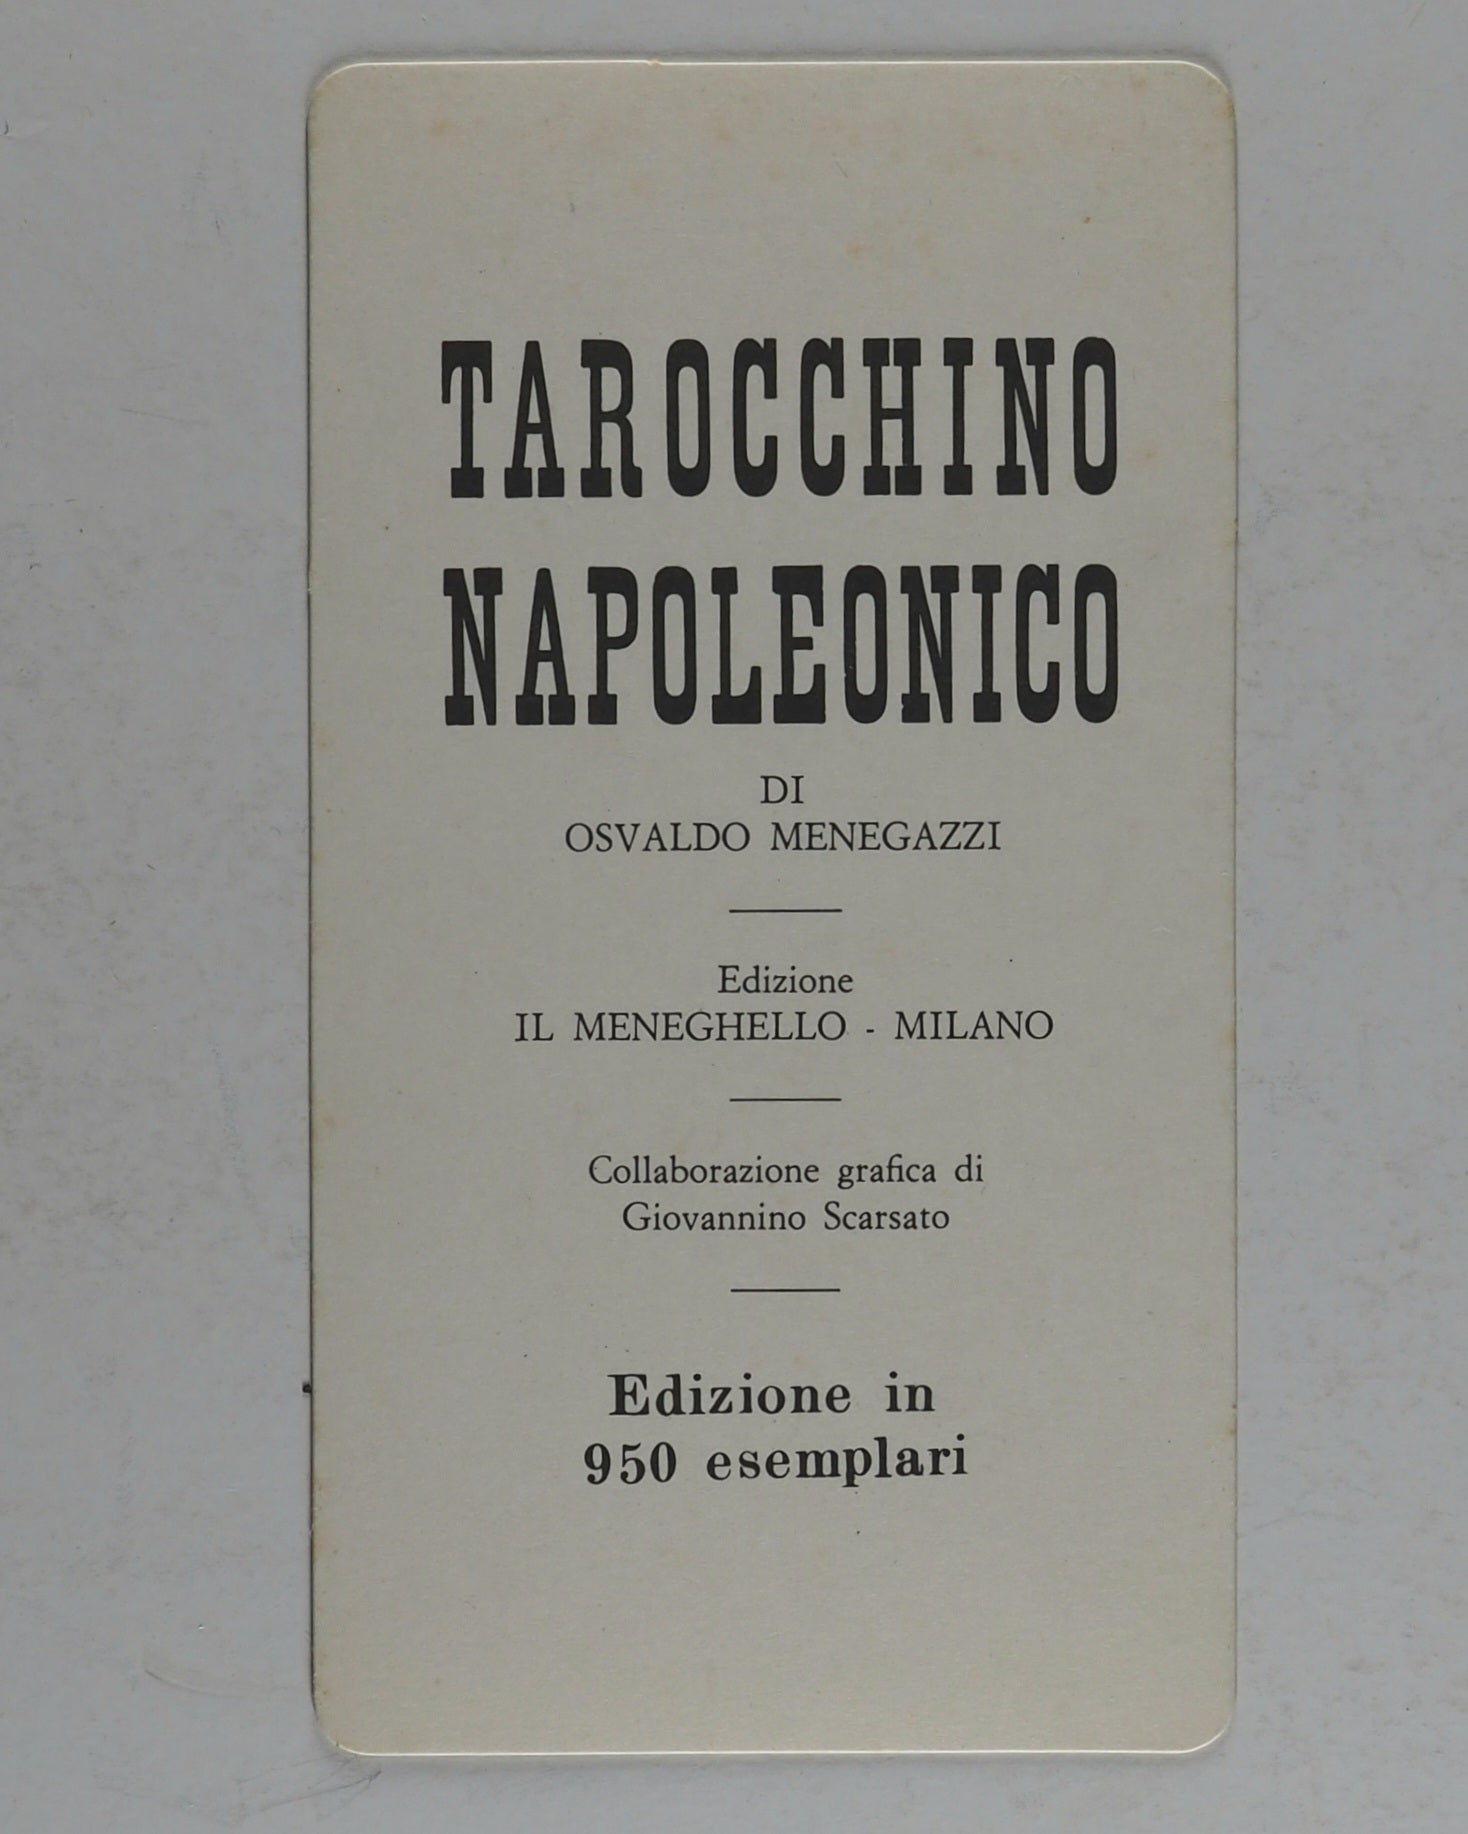 TAROCCHINO
NAPOLEONICO
DI
OSVALDO MENEGAZZI
Edizione
IL MENEGHELLO - MILANO
Collaborazione grafica di
Giovannino Scarsato
Edizione in
950 esemplari